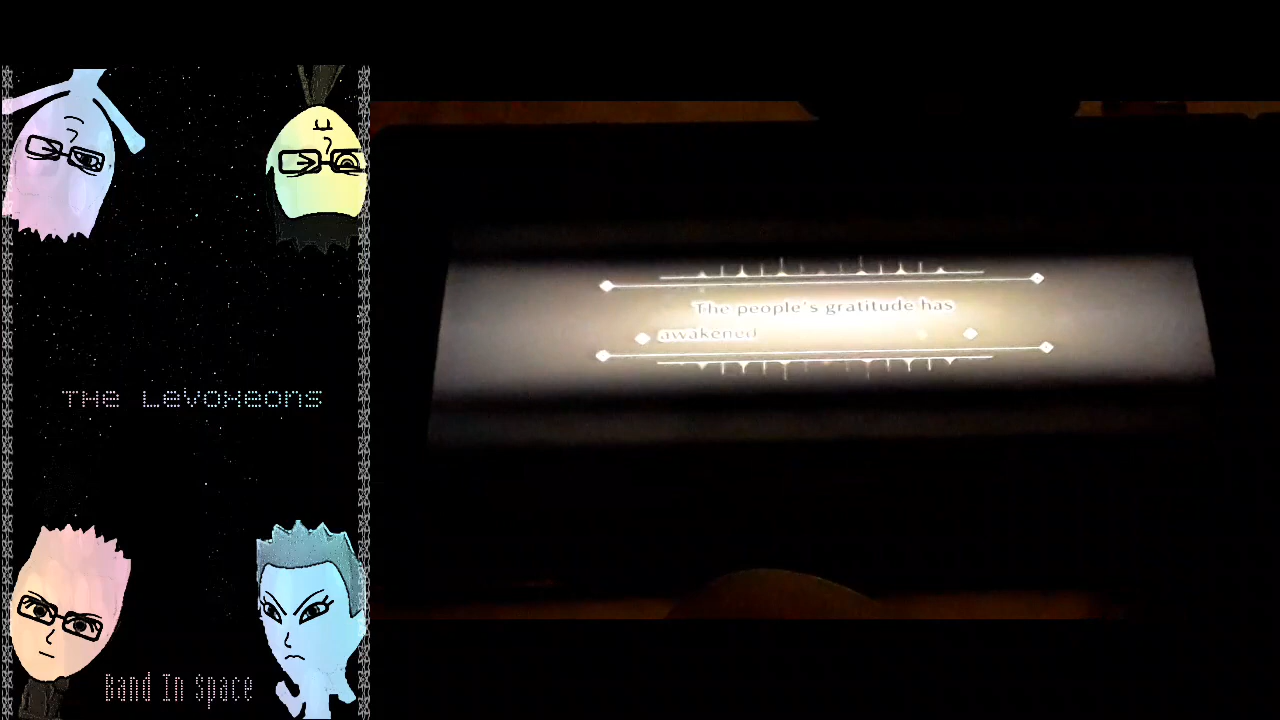 THE LEVOXEONS
Band In Space
The people's gratitude has
awakened